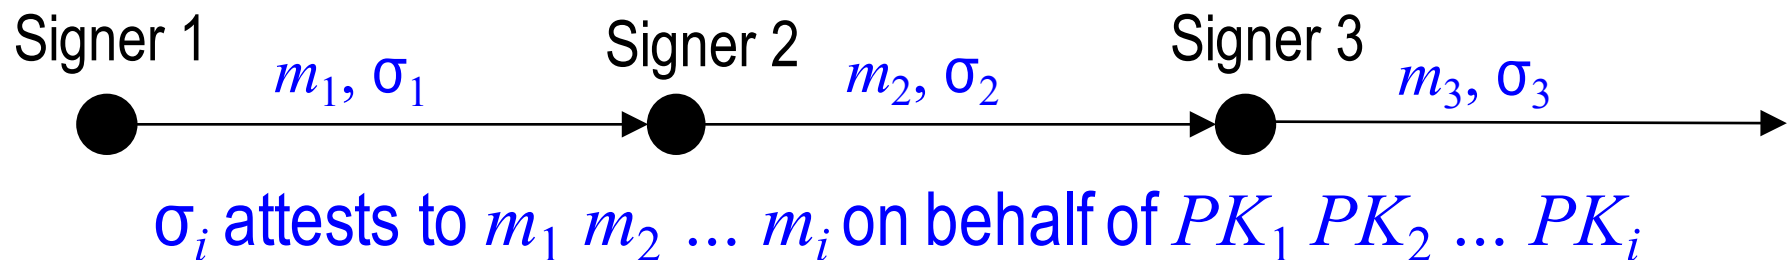 Signer 1 Signer 2 Signer 3
m₁, σ₁ m₂, σ₂ m₃, σ₃
σᵢ attests to m₁ m₂ ... mᵢ on behalf of PK₁ PK₂ ... PKᵢ